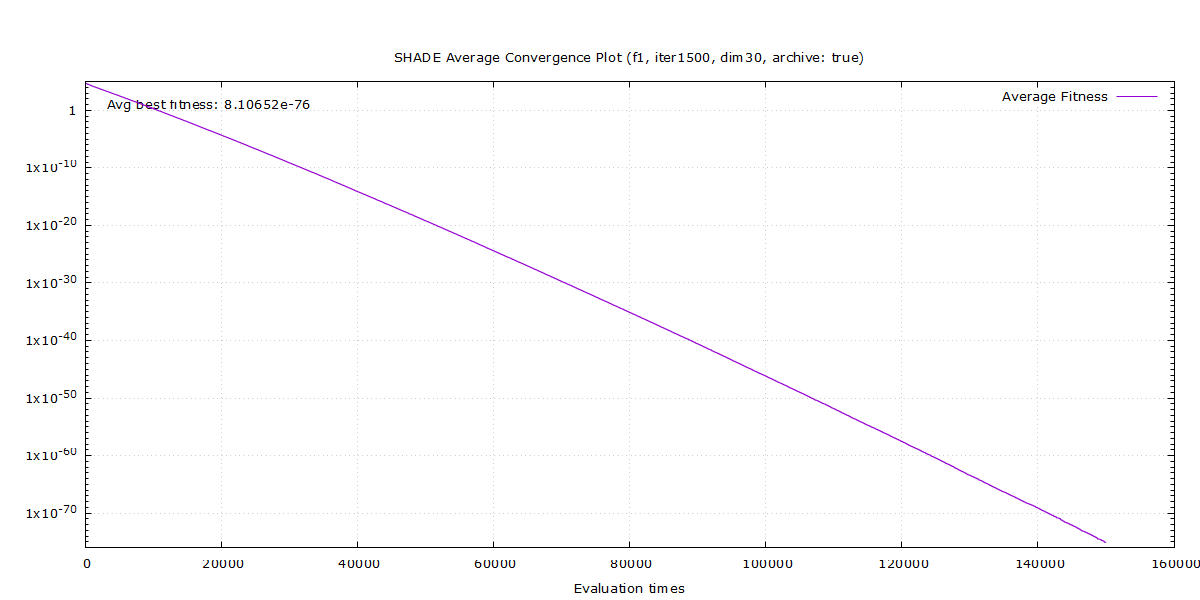 SHADE Average Convergence Plot (f1, iter1500, dim30, archive: true)
Avg best fitness: 8.10652e-76
Average Fitness
1
1x10^-10
1x10^-20
1x10^-30
1x10^-40
1x10^-50
1x10^-60
1x10^-70
0 20000 40000 60000 80000 100000 120000 140000 160000
Evaluation times